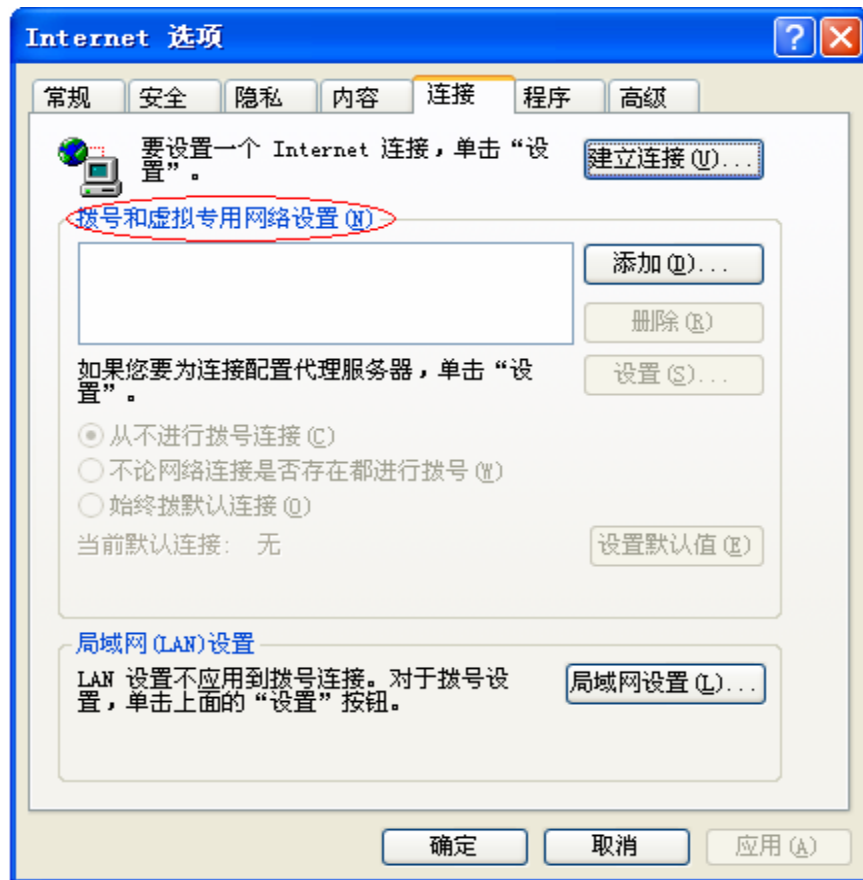 Internet 选项
常规 安全 隐私 内容 连接 程序 高级
要设置一个 Internet 连接，单击“设
置”。
建立连接(U)...
拨号和虚拟专用网络设置(N)
添加(D)...
删除(R)
如果您要为连接配置代理服务器，单击“设
置”。
设置(S)...
从不进行拨号连接(C)
不论网络连接是否存在都进行拨号(W)
始终拨默认连接(O)
当前默认连接: 无
设置默认值(E)
局域网(LAN)设置
LAN 设置不应用到拨号连接。对于拨号设
置，单击上面的“设置”按钮。
局域网设置(L)...
确定 取消 应用(A)